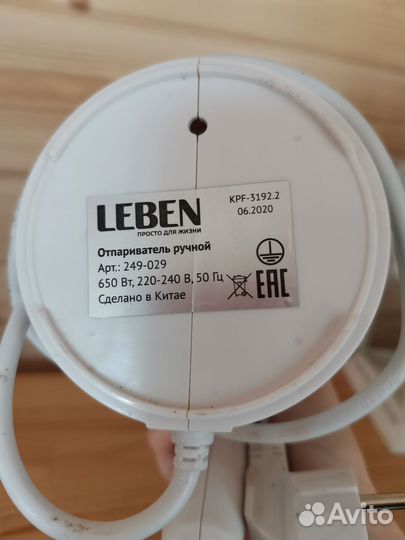 LEBEN
ПРОСТО ДЛЯ ЖИЗНИ
KPF-3192.2
06.2020
Отпариватель ручной
Арт.: 249-029
650 Вт, 220-240 В, 50 Гц
Сделано в Китае
EAC
Avito